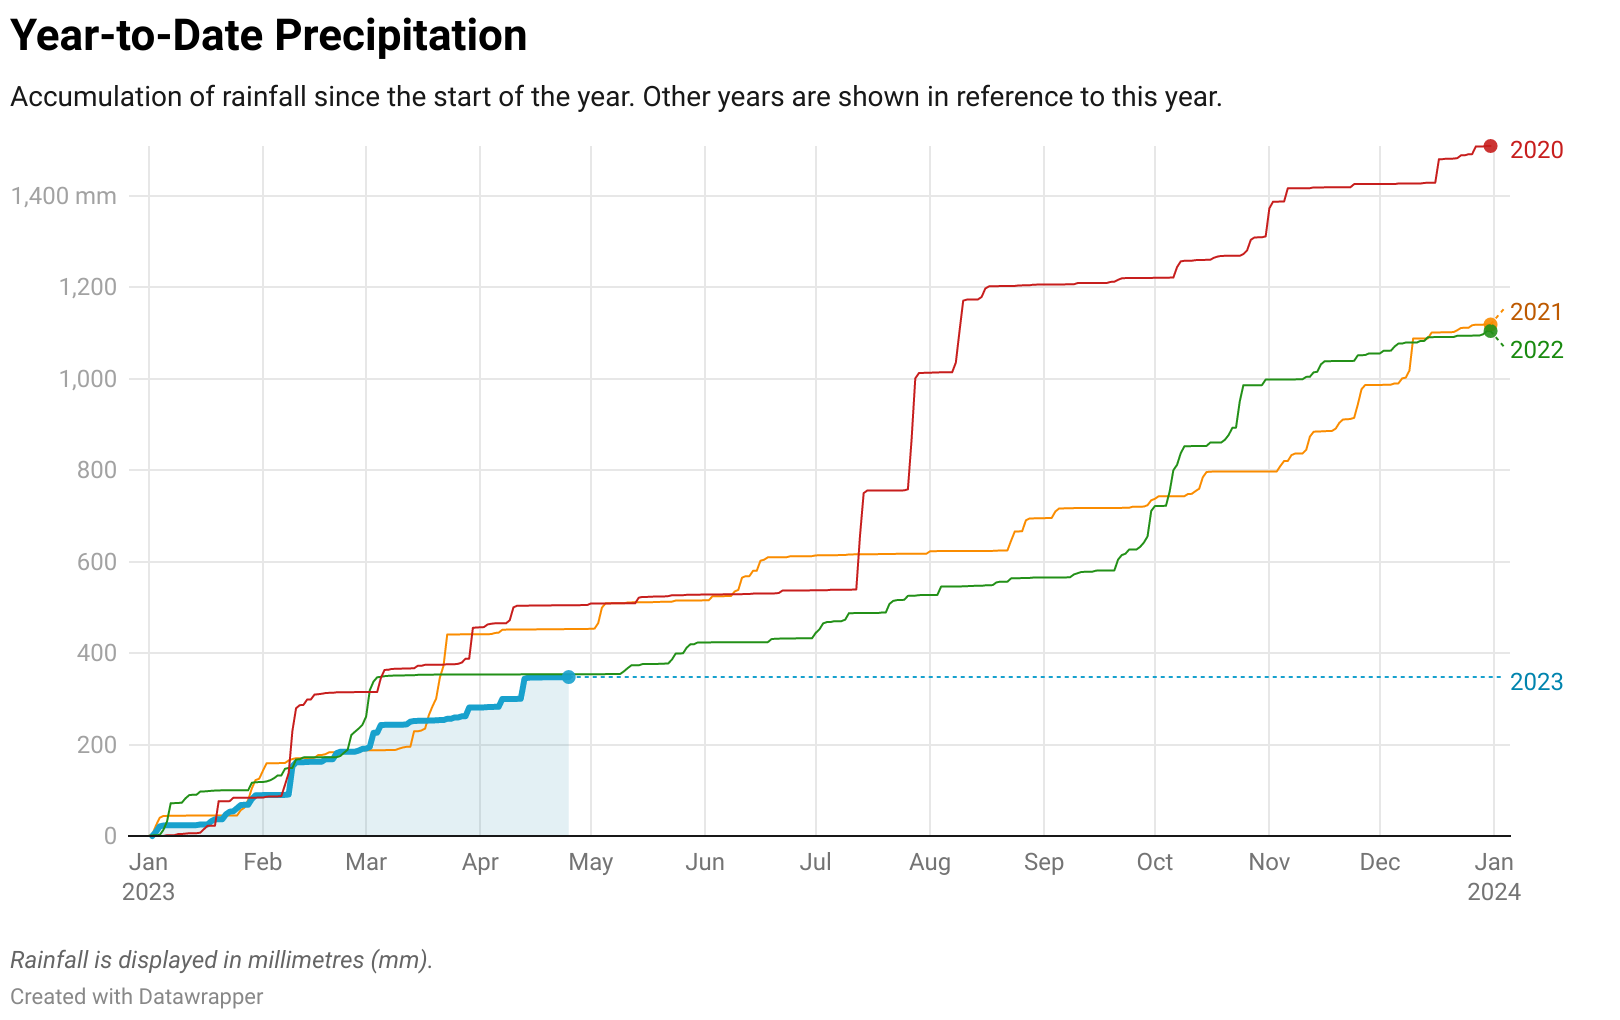 Year-to-Date Precipitation
Accumulation of rainfall since the start of the year. Other years are shown in reference to this year.
2020
1,400 mm
1,200
2021
2022
1,000
800
600
400
2023
200
0
Jan Feb Mar Apr May Jun Jul Aug Sep Oct Nov Dec Jan
2023 2024
Rainfall is displayed in millimetres (mm).
Created with Datawrapper